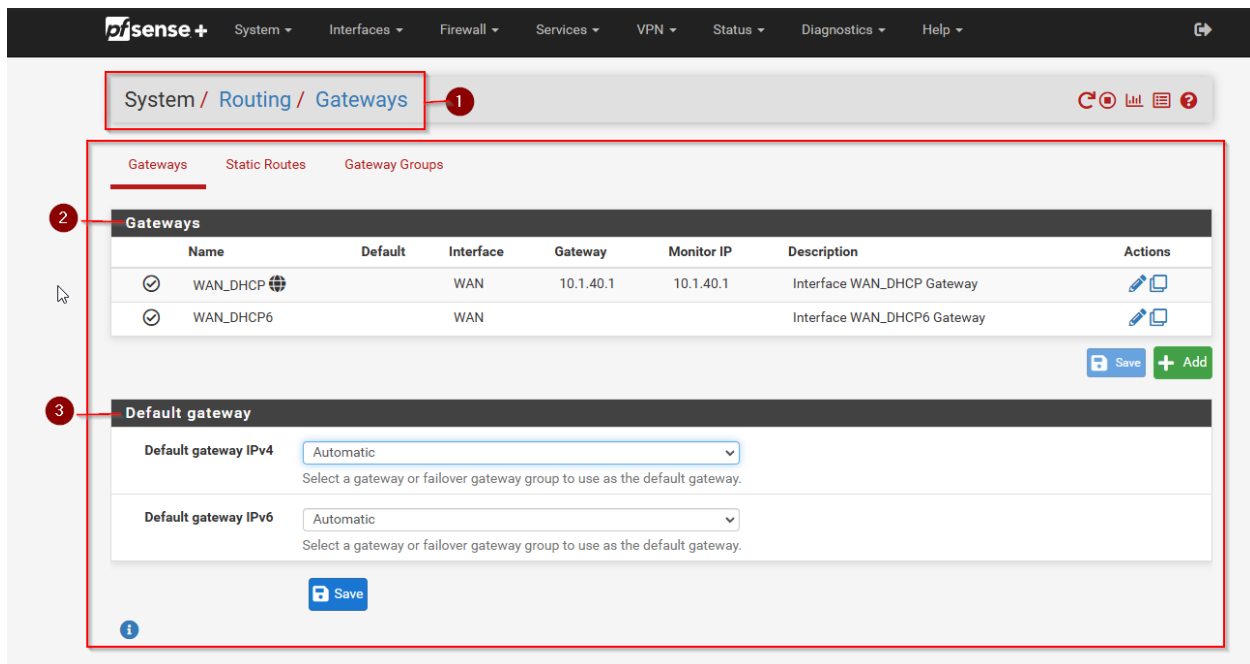 pfsense+ System Interfaces Firewall Services VPN Status Diagnostics Help
System / Routing / Gateways
1
Gateways Static Routes Gateway Groups
2
Gateways
Name Default Interface Gateway Monitor IP Description Actions
WAN_DHCP WAN 10.1.40.1 10.1.40.1 Interface WAN_DHCP Gateway
WAN_DHCP6 WAN Interface WAN_DHCP6 Gateway
Save + Add
3
Default gateway
Default gateway IPv4 Automatic
Select a gateway or failover gateway group to use as the default gateway.
Default gateway IPv6 Automatic
Select a gateway or failover gateway group to use as the default gateway.
Save